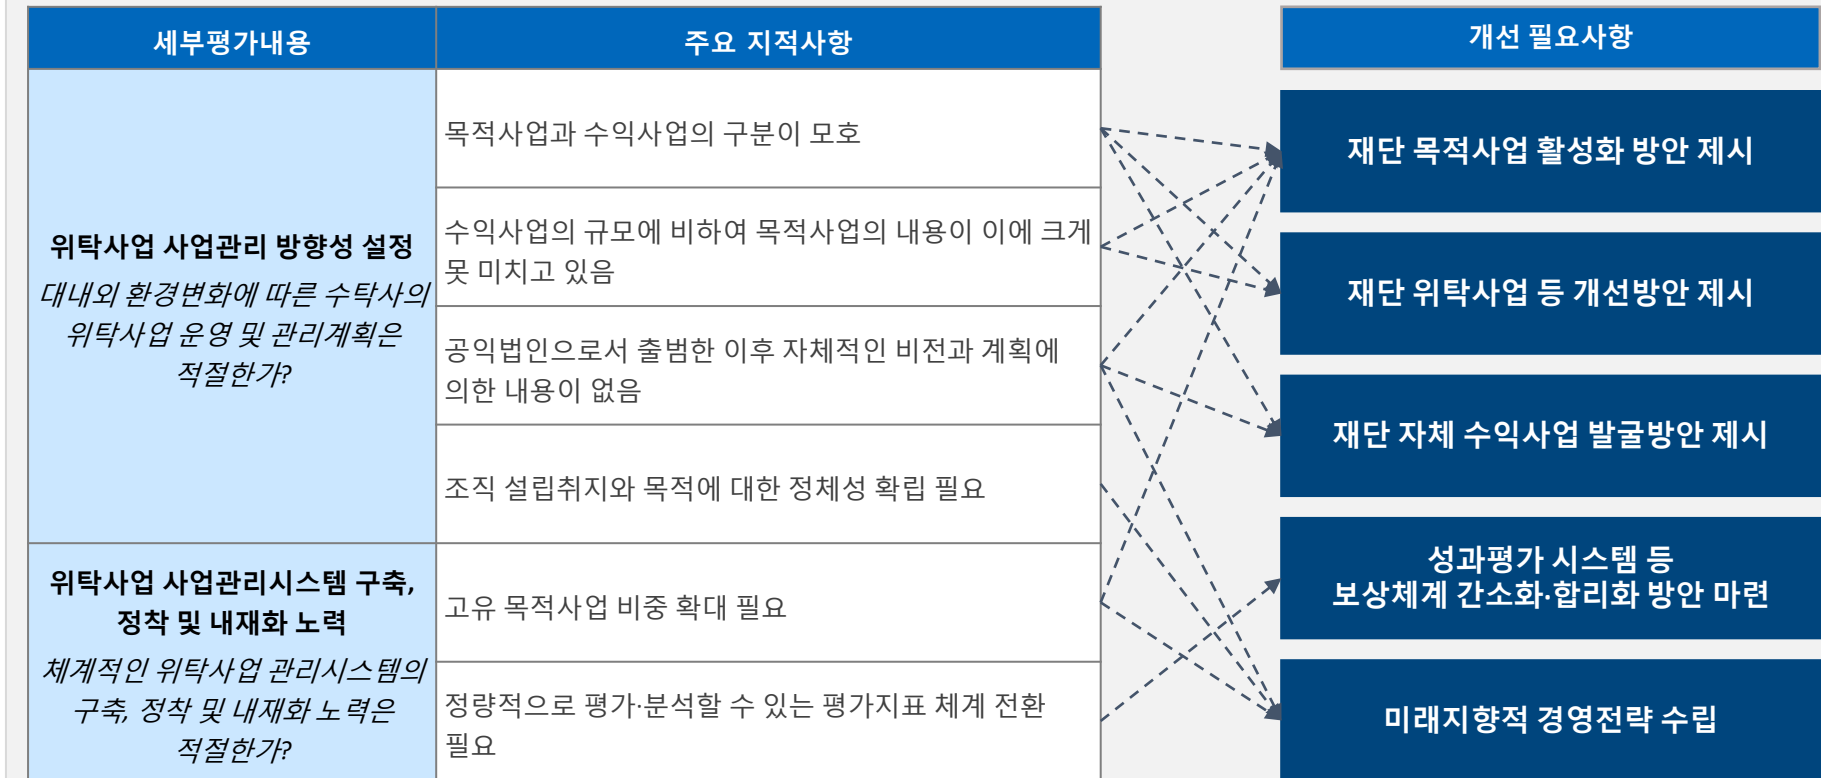 세부평가내용
주요 지적사항
개선 필요사항
위탁사업 사업관리 방향성 설정
대내외 환경변화에 따른 수탁사의
위탁사업 운영 및 관리계획은
적절한가?
목적사업과 수익사업의 구분이 모호
수익사업의 규모에 비하여 목적사업의 내용이 이에 크게
못 미치고 있음
공익법인으로서 출범한 이후 자체적인 비전과 계획에
의한 내용이 없음
조직 설립취지와 목적에 대한 정체성 확립 필요
위탁사업 사업관리시스템 구축,
정착 및 내재화 노력
체계적인 위탁사업 관리시스템의
구축, 정착 및 내재화 노력은
적절한가?
고유 목적사업 비중 확대 필요
정량적으로 평가·분석할 수 있는 평가지표 체계 전환
필요
재단 목적사업 활성화 방안 제시
재단 위탁사업 등 개선방안 제시
재단 자체 수익사업 발굴방안 제시
성과평가 시스템 등
보상체계 간소화·합리화 방안 마련
미래지향적 경영전략 수립